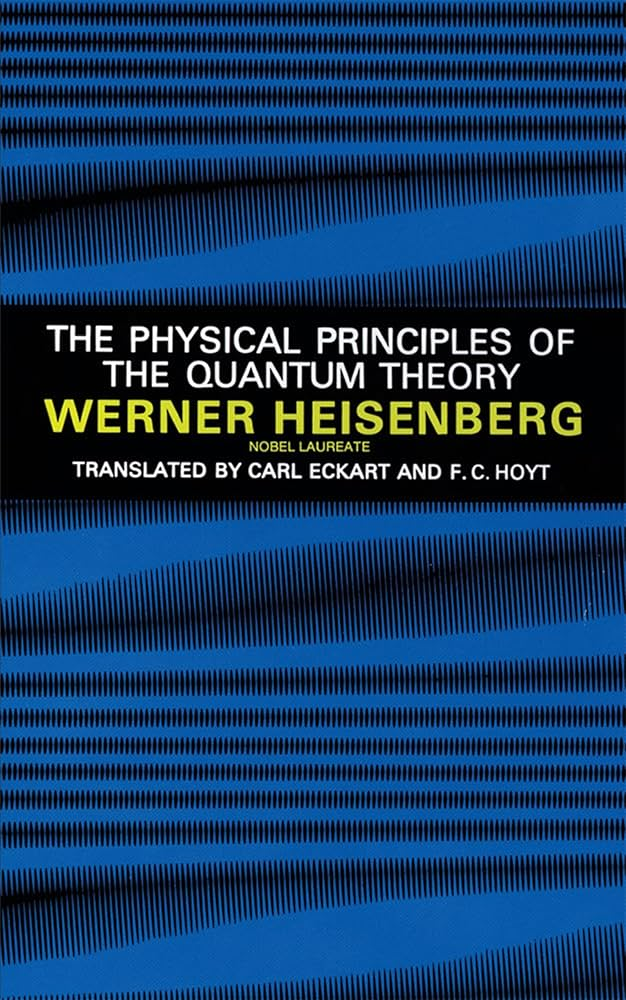 THE PHYSICAL PRINCIPLES OF
THE QUANTUM THEORY
WERNER HEISENBERG
NOBEL LAUREATE
TRANSLATED BY CARL ECKART AND F. C. HOYT